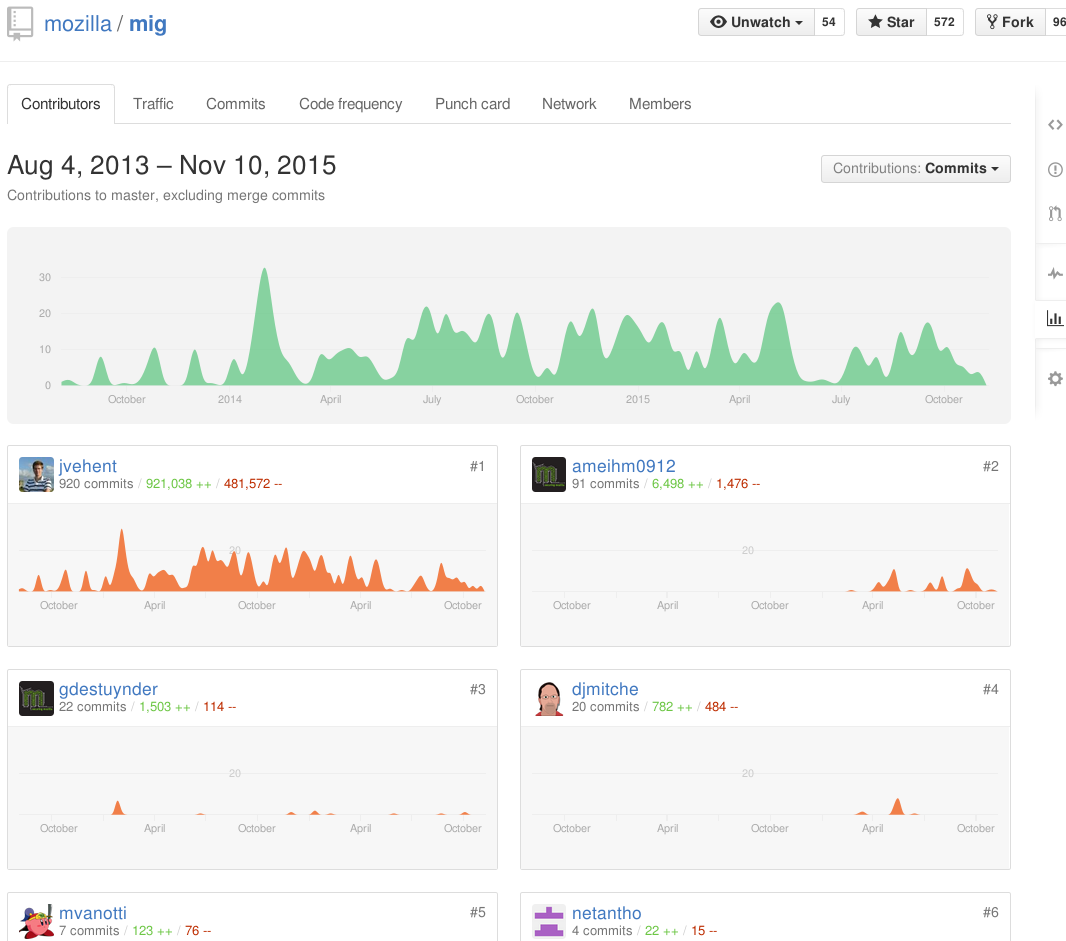 mozilla / mig
Unwatch 54 Star 572 Fork 96
Contributors Traffic Commits Code frequency Punch card Network Members
Aug 4, 2013 – Nov 10, 2015
Contributions: Commits
Contributions to master, excluding merge commits
30
20
10
0
October 2014 April July October 2015 April July October
jvehent #1
920 commits / 921,038 ++ / 481,572 --
20
October April October April October
ameihm0912 #2
91 commits / 6,498 ++ / 1,476 --
20
October April October April October
gdestuynder #3
22 commits / 1,503 ++ / 114 --
20
October April October April October
djmitche #4
20 commits / 782 ++ / 484 --
20
October April October April October
mvanotti #5
7 commits / 123 ++ / 76 --
netantho #6
4 commits / 22 ++ / 15 --